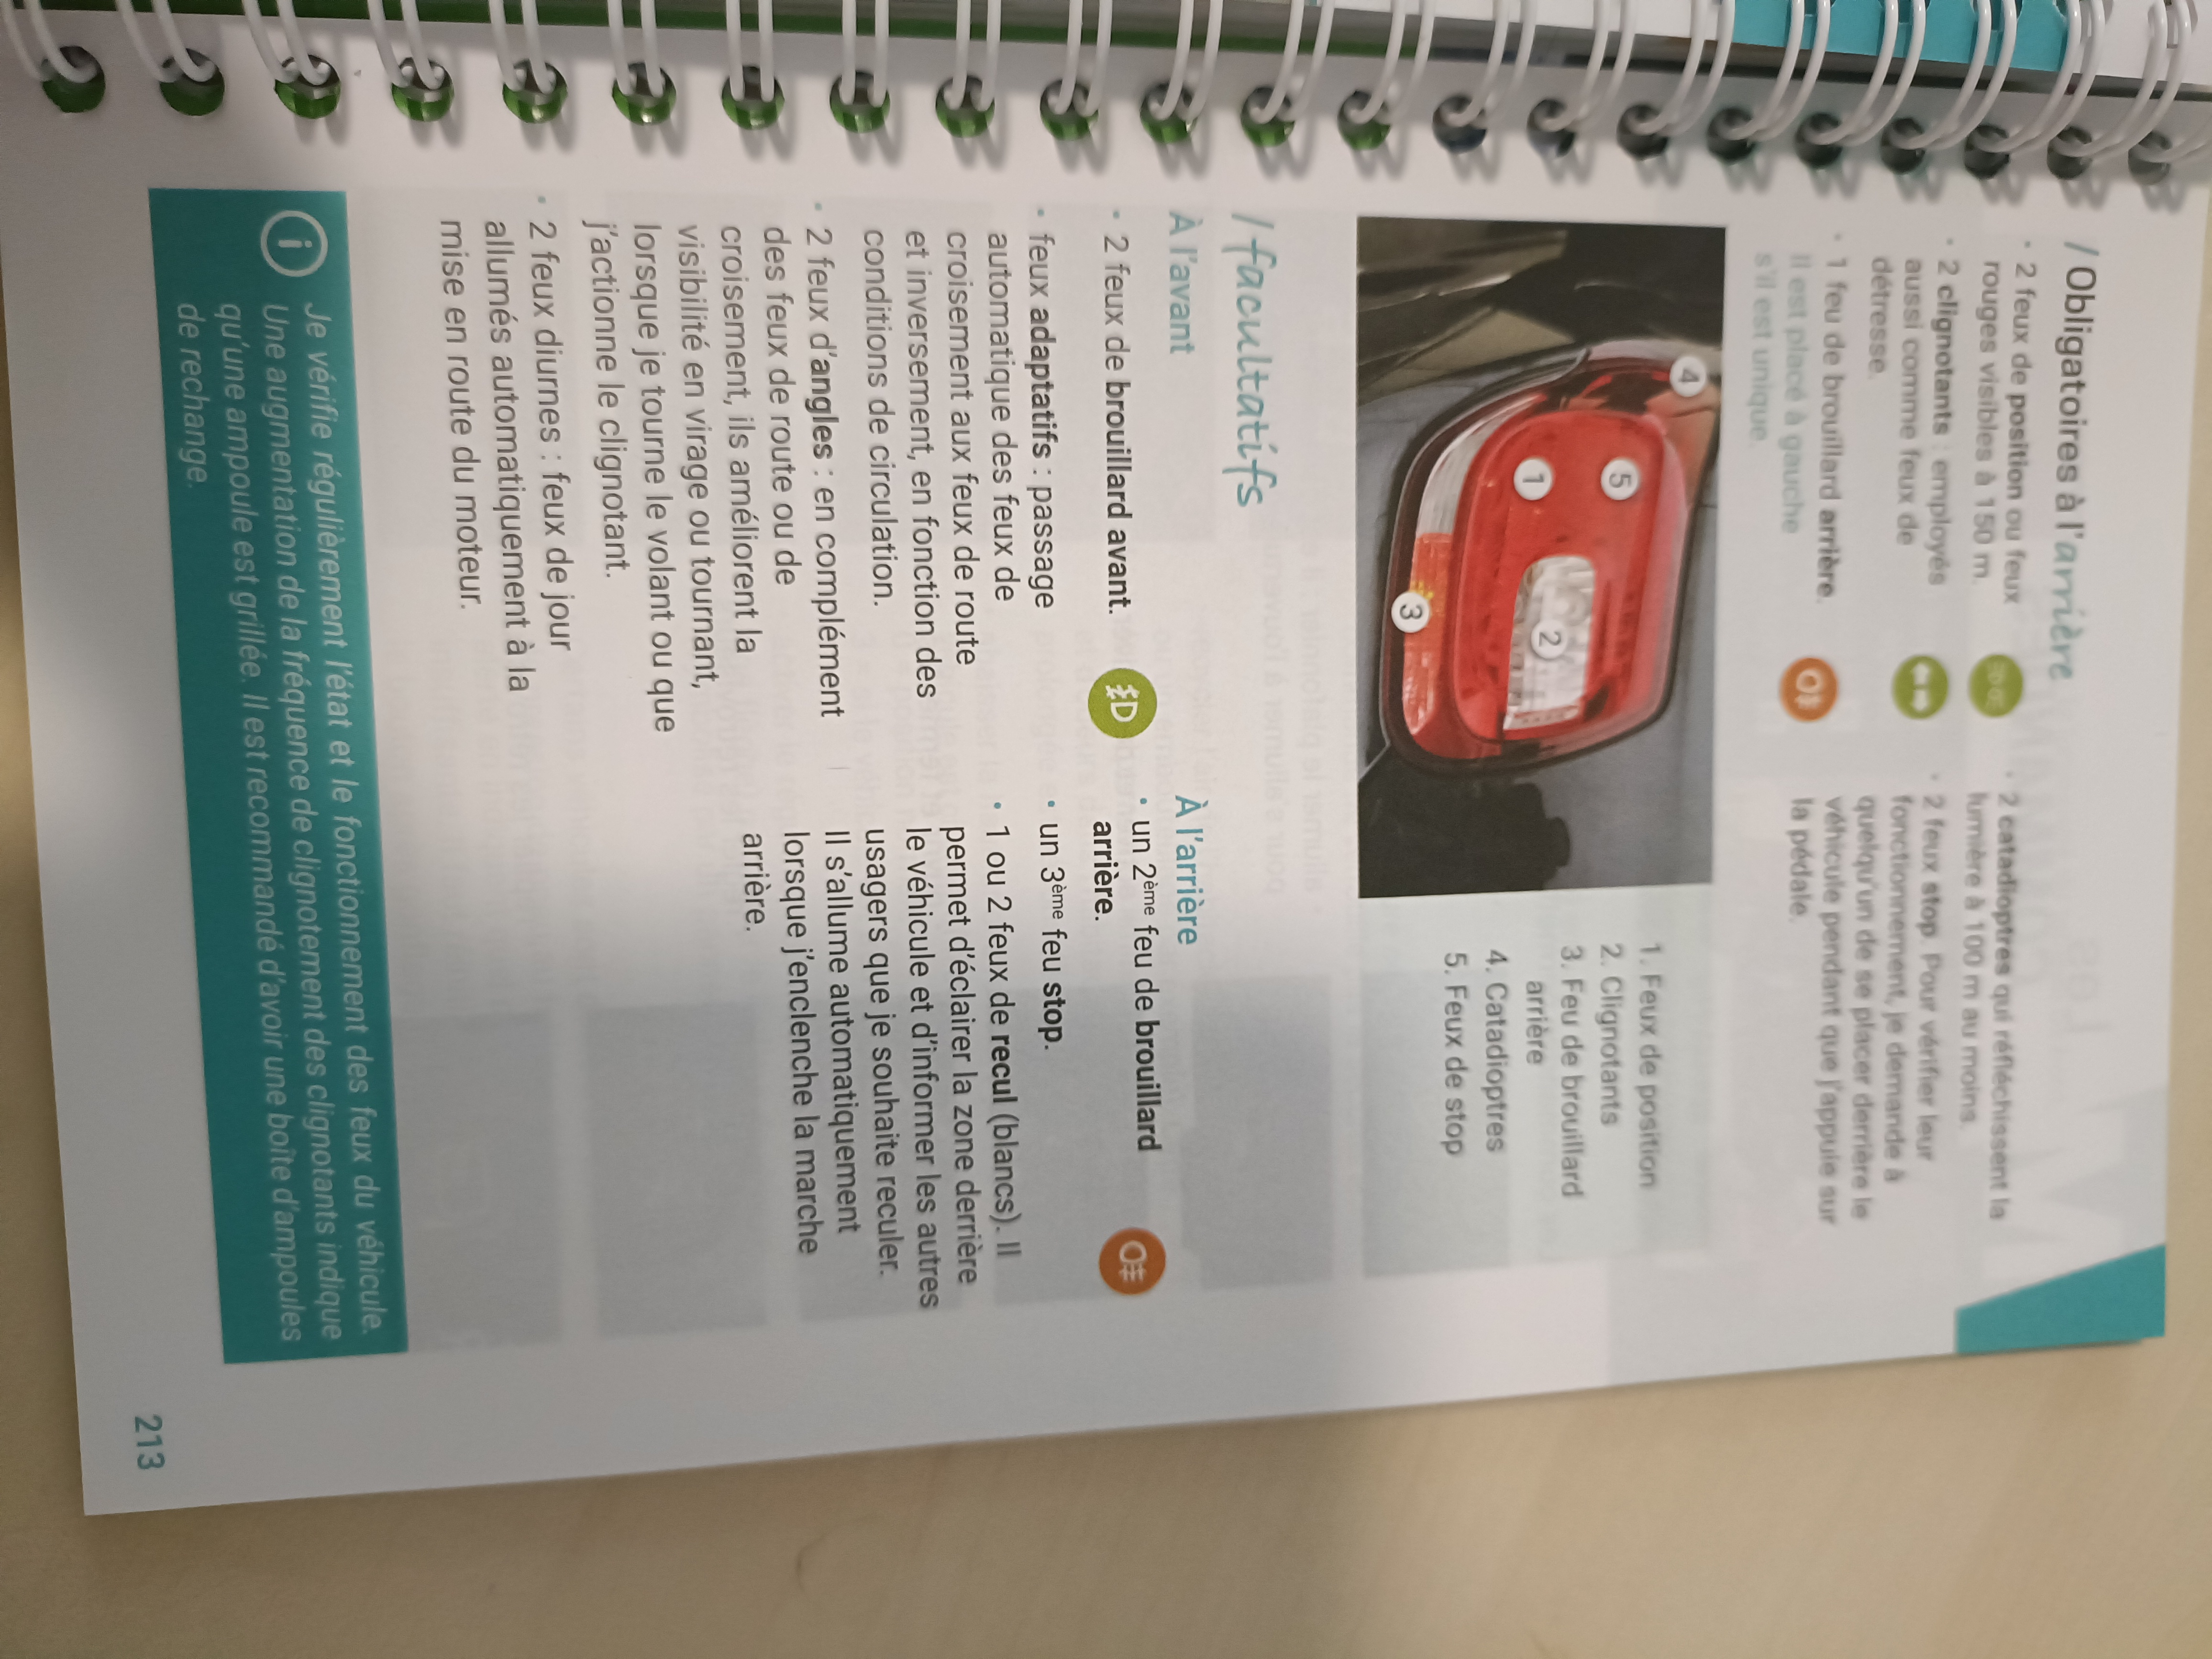 / Obligatoires à l'arrière
· 2 feux de position ou feux
rouges visibles à 150 m.
· 2 clignotants : employés
aussi comme feux de
détresse.
· 1 feu de brouillard arrière.
Il est placé à gauche
s'il est unique.
· 2 catadioptres qui réfléchissent la
lumière à 100 m au moins.
· 2 feux stop. Pour vérifier leur
fonctionnement, je demande à
quelqu'un de se placer derrière le
véhicule pendant que j'appuie sur
la pédale.
4
5
1
2
3
1. Feux de position
2. Clignotants
3. Feu de brouillard
arrière
4. Catadioptres
5. Feux de stop
/ facultatifs
À l'avant
· 2 feux de brouillard avant.
· feux adaptatifs : passage
automatique des feux de
croisement aux feux de route
et inversement, en fonction des
conditions de circulation.
· 2 feux d'angles : en complément
des feux de route ou de
croisement, ils améliorent la
visibilité en virage ou tournant,
lorsque je tourne le volant ou que
j'actionne le clignotant.
· 2 feux diurnes : feux de jour
allumés automatiquement à la
mise en route du moteur.
À l'arrière
· un 2ème feu de brouillard
arrière.
· un 3ème feu stop.
· 1 ou 2 feux de recul (blancs). Il
permet d'éclairer la zone derrière
le véhicule et d'informer les autres
usagers que je souhaite reculer.
Il s'allume automatiquement
lorsque j'enclenche la marche
arrière.
i
Je vérifie régulièrement l'état et le fonctionnement des feux du véhicule.
Une augmentation de la fréquence de clignotement des clignotants indique
qu'une ampoule est grillée. Il est recommandé d'avoir une boîte d'ampoules
de rechange.
213